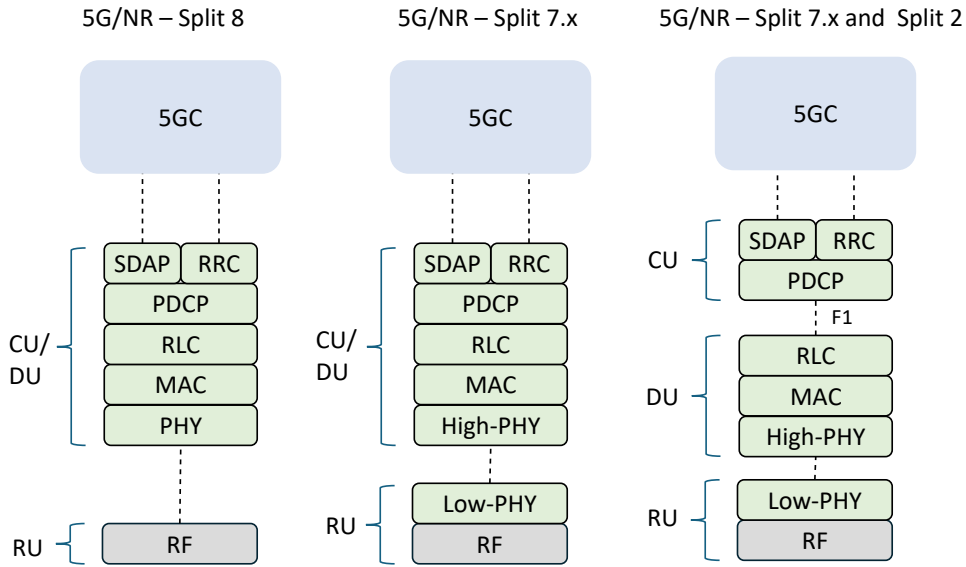 5G/NR – Split 8
5GC
SDAP RRC
PDCP
RLC
MAC
PHY
CU/
DU
RF
RU
5G/NR – Split 7.x
5GC
SDAP RRC
PDCP
RLC
MAC
High-PHY
CU/
DU
Low-PHY
RF
RU
5G/NR – Split 7.x and Split 2
5GC
SDAP RRC
PDCP
CU
F1
RLC
MAC
High-PHY
DU
Low-PHY
RF
RU